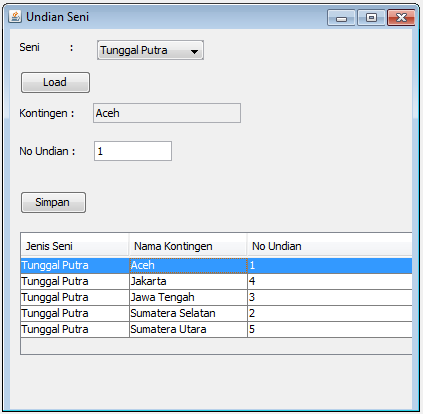 Undian Seni
Seni : Tunggal Putra
Load
Kontingen : Aceh
No Undian : 1
Simpan
Jenis Seni Nama Kontingen No Undian
Tunggal Putra Aceh 1
Tunggal Putra Jakarta 4
Tunggal Putra Jawa Tengah 3
Tunggal Putra Sumatera Selatan 2
Tunggal Putra Sumatera Utara 5